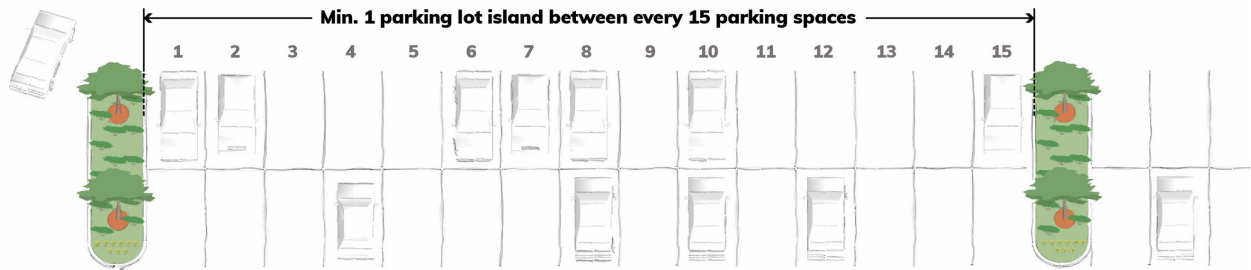 Min. 1 parking lot island between every 15 parking spaces
1 2 3 4 5 6 7 8 9 10 11 12 13 14 15